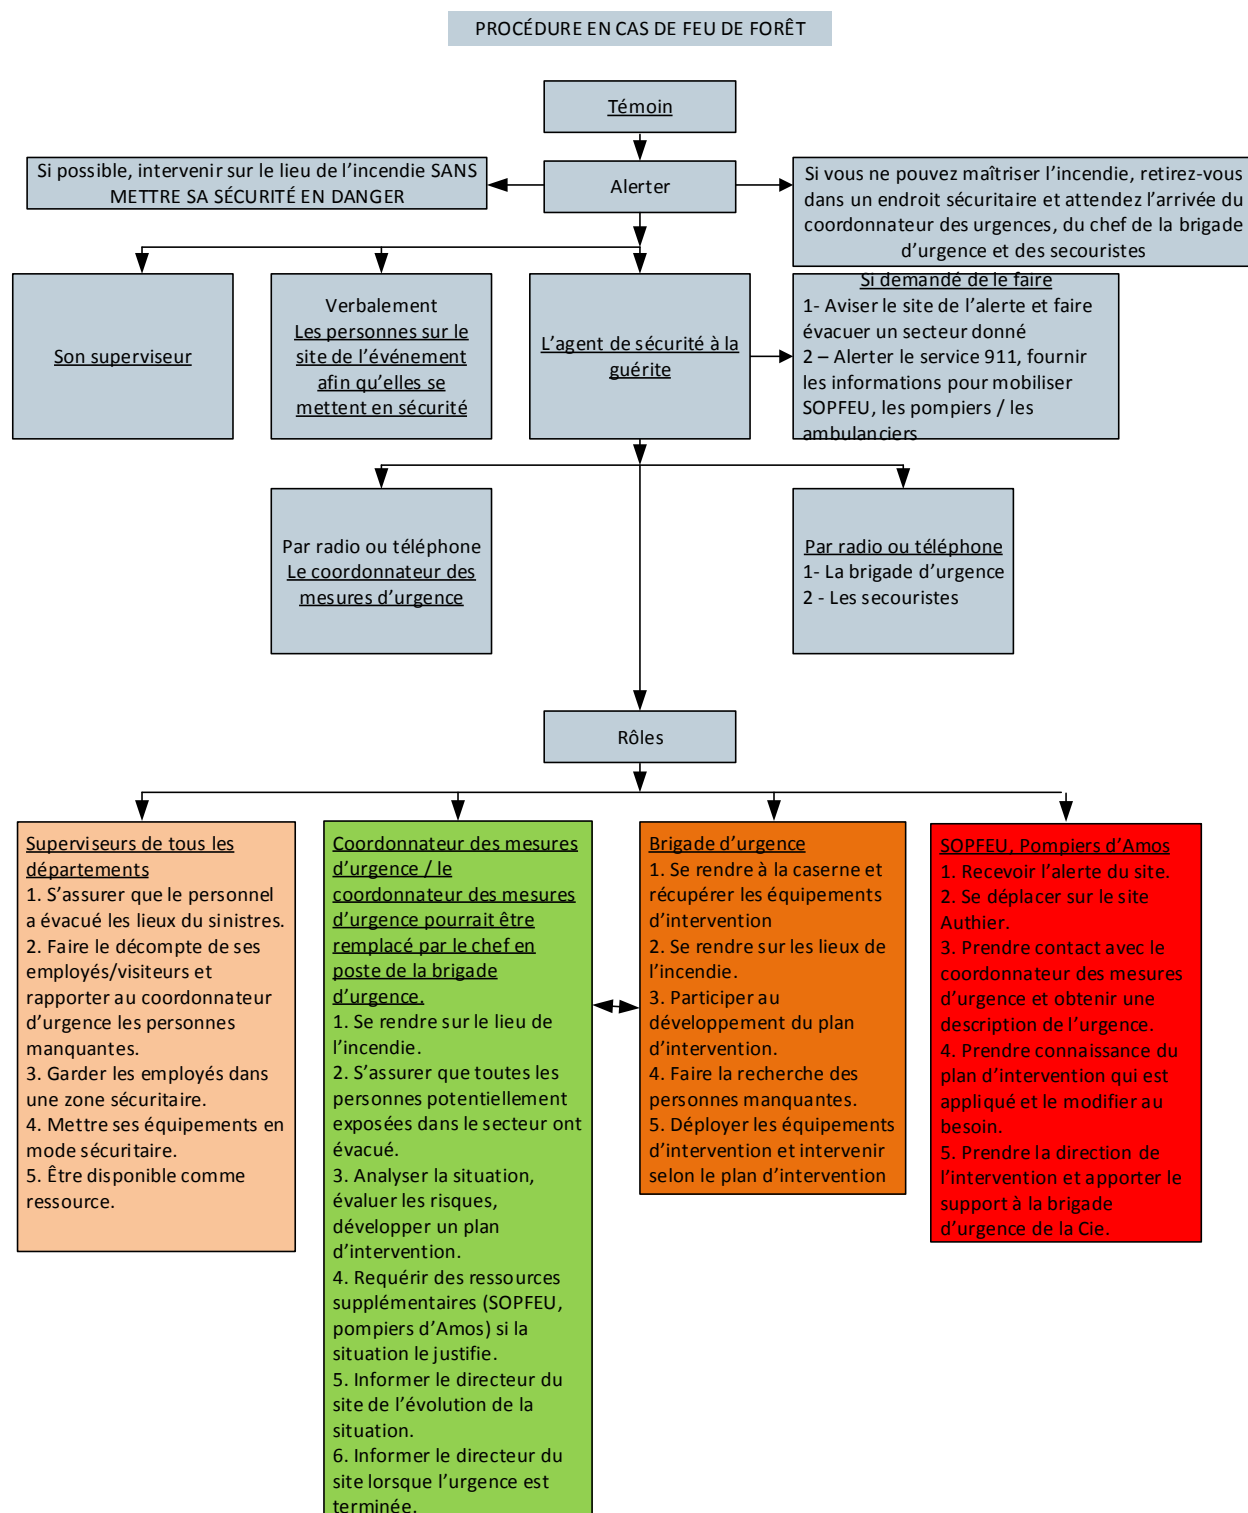 PROCÉDURE EN CAS DE FEU DE FORÊT
Témoin
Alerter
Si possible, intervenir sur le lieu de l’incendie SANS
METTRE SA SÉCURITÉ EN DANGER
Si vous ne pouvez maîtriser l’incendie, retirez-vous
dans un endroit sécuritaire et attendez l’arrivée du
coordonnateur des urgences, du chef de la brigade
d’urgence et des secouristes
Son superviseur
Verbalement
Les personnes sur le
site de l’événement
afin qu’elles se
mettent en sécurité
L’agent de sécurité à la
guérite
Si demandé de le faire
1- Aviser le site de l’alerte et faire
évacuer un secteur donné
2 – Alerter le service 911, fournir
les informations pour mobiliser
SOPFEU, les pompiers / les
ambulanciers
Par radio ou téléphone
Le coordonnateur des
mesures d’urgence
Par radio ou téléphone
1- La brigade d’urgence
2 - Les secouristes
Rôles
Superviseurs de tous les
départements
1. S’assurer que le personnel
a évacué les lieux du sinistres.
2. Faire le décompte de ses
employés/visiteurs et
rapporter au coordonnateur
d’urgence les personnes
manquantes.
3. Garder les employés dans
une zone sécuritaire.
4. Mettre ses équipements en
mode sécuritaire.
5. Être disponible comme
ressource.
Coordonnateur des mesures
d’urgence / le
coordonnateur des mesures
d’urgence pourrait être
remplacé par le chef en
poste de la brigade
d’urgence.
1. Se rendre sur le lieu de
l’incendie.
2. S’assurer que toutes les
personnes potentiellement
exposées dans le secteur ont
évacué.
3. Analyser la situation,
évaluer les risques,
développer un plan
d’intervention.
4. Requérir des ressources
supplémentaires (SOPFEU,
pompiers d’Amos) si la
situation le justifie.
5. Informer le directeur du
site de l’évolution de la
situation.
6. Informer le directeur du
site lorsque l’urgence est
terminée.
Brigade d’urgence
1. Se rendre à la caserne et
récupérer les équipements
d’intervention
2. Se rendre sur les lieux de
l’incendie.
3. Participer au
développement du plan
d’intervention.
4. Faire la recherche des
personnes manquantes.
5. Déployer les équipements
d’intervention et intervenir
selon le plan d’intervention
SOPFEU, Pompiers d’Amos
1. Recevoir l’alerte du site.
2. Se déplacer sur le site
Authier.
3. Prendre contact avec le
coordonnateur des mesures
d’urgence et obtenir une
description de l’urgence.
4. Prendre connaissance du
plan d’intervention qui est
appliqué et le modifier au
besoin.
5. Prendre la direction de
l’intervention et apporter le
support à la brigade
d’urgence de la Cie.